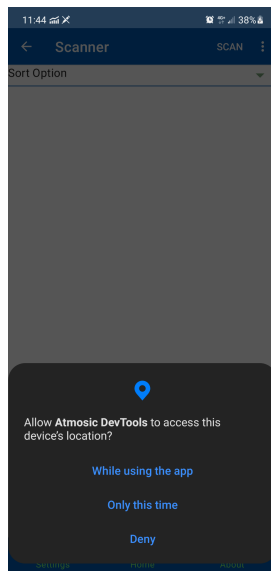 11:44
38%
Scanner
SCAN
Sort Option
Allow Atmosic DevTools to access this
device's location?
While using the app
Only this time
Deny
Settings
Home
About